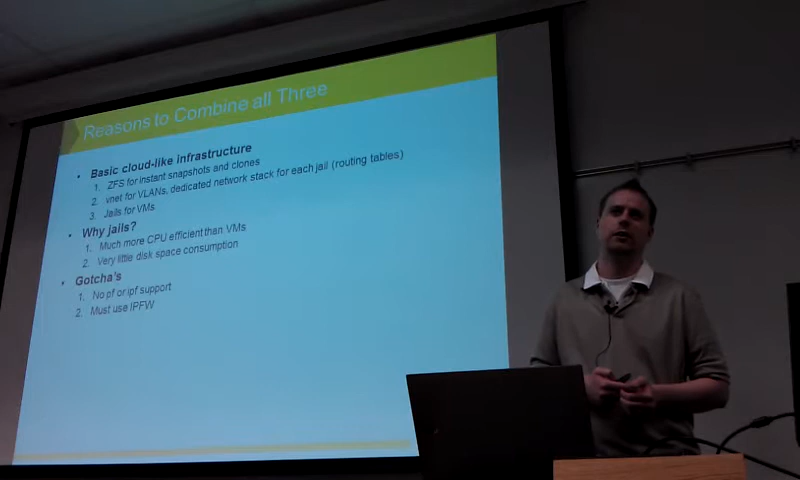 Reasons to Combine all Three
• Basic cloud-like infrastructure
1. ZFS for instant snapshots and clones
2. vnet for VLANs, dedicated network stack for each jail (routing tables)
3. Jails for VMs
• Why jails?
1. Much more CPU efficient than VMs
2. Very little disk space consumption
• Gotcha's
1. No pf or ipf support
2. Must use IPFW